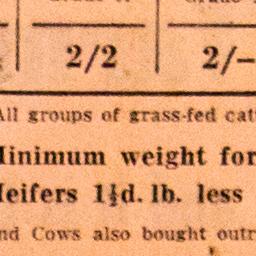 2/2 2/-
All groups of grass-fed cat
Minimum weight for
Heifers 1½d. lb. less
nd Cows also bought outr